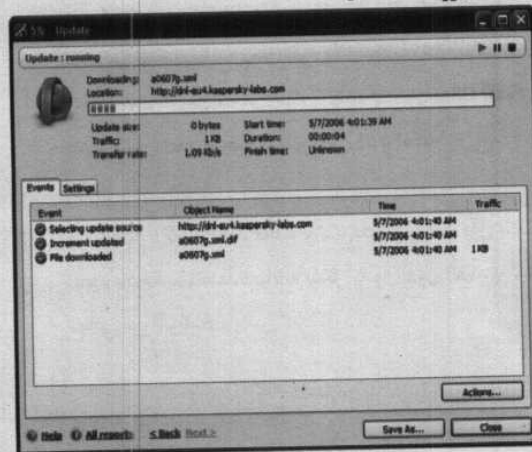 5% Update
Update : running
Downloading: a0607g.xml
Location: http://dnl-eu4.kaspersky-labs.com
Update size: 0 bytes Start time: 5/7/2006 4:01:39 AM
Traffic: 1 KB Duration: 00:00:04
Transfer rate: 1.09 Kb/s Finish time: Unknown
Events Settings
Event Object Name Time Traffic
Selecting update source http://dnl-eu4.kaspersky-labs.com 5/7/2006 4:01:40 AM
Increment updated a0607g.xml.dif 5/7/2006 4:01:40 AM
File downloaded a0607g.xml 5/7/2006 4:01:40 AM 1 KB
Actions...
Help All reports < Back Next > Save As... Close